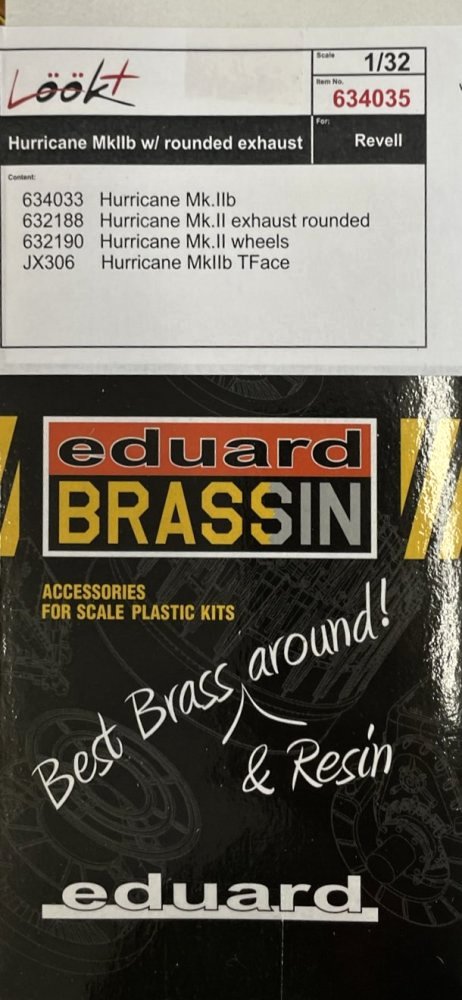 Löök+
Scale
1/32
Item No.
634035
Hurricane MkIIb w/ rounded exhaust
For:
Revell
Content:
634033 Hurricane Mk.IIb
632188 Hurricane Mk.II exhaust rounded
632190 Hurricane Mk.II wheels
JX306 Hurricane MkIIb TFace
eduard
BRASSIN
ACCESSORIES
FOR SCALE PLASTIC KITS
Best Brass around!
& Resin
eduard